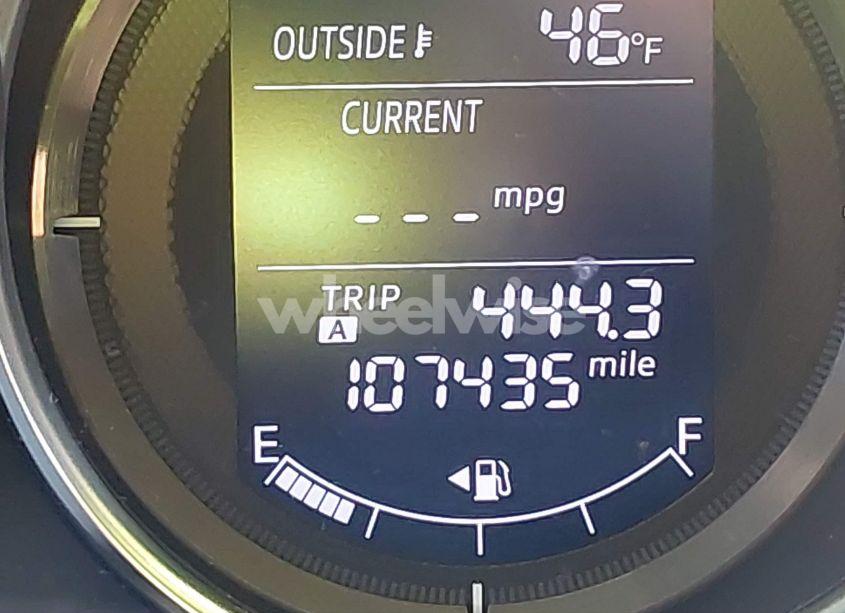 OUTSIDE 46°F
CURRENT
--- mpg
TRIP A 444.3
107435 mile
E F
wheelwise